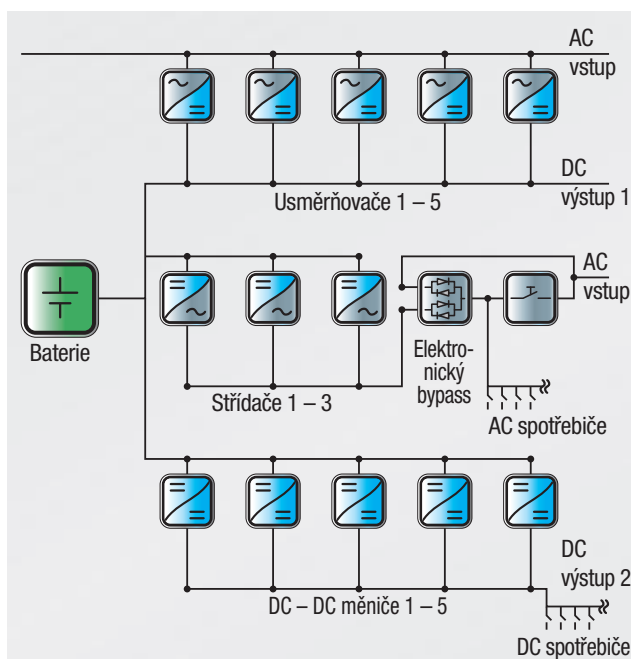 AC
vstup
DC
výstup 1
Usměrňovače 1 – 5
AC
vstup
Baterie
Elektro-
nický
bypass
Střídače 1 – 3
AC spotřebiče
DC
výstup 2
DC – DC měniče 1 – 5
DC spotřebiče